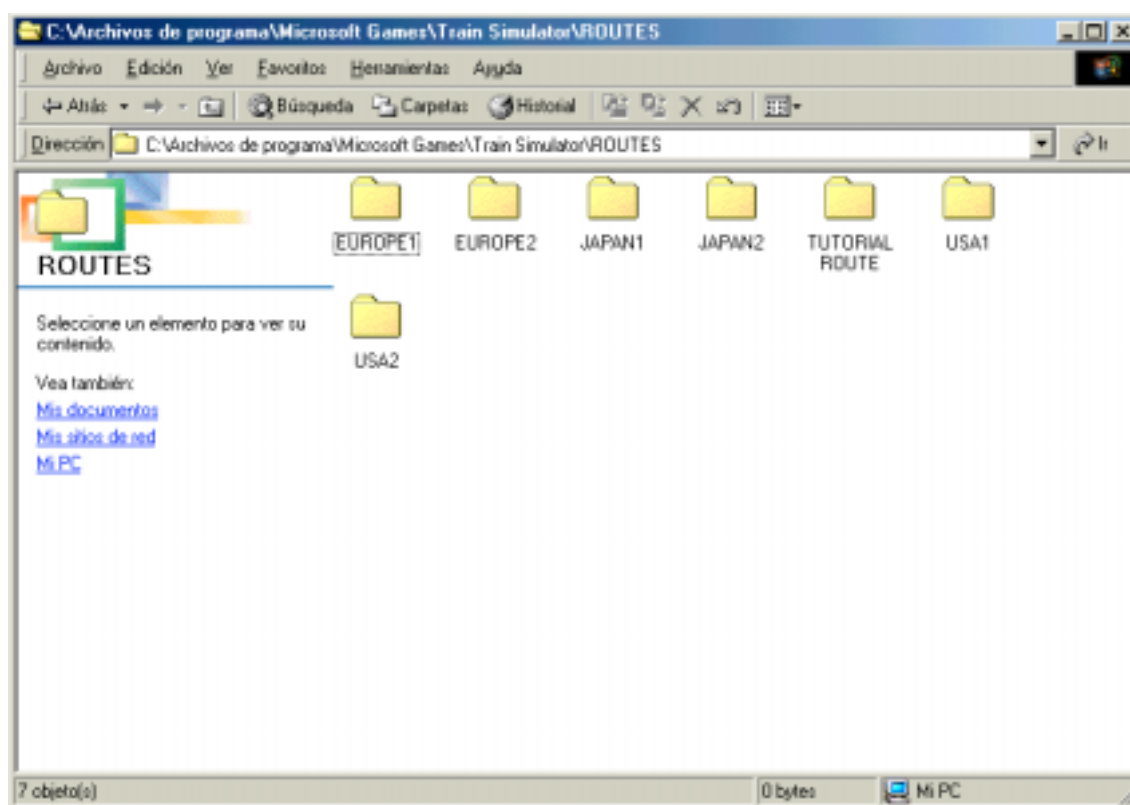 C:\Archivos de programa\Microsoft Games\Train Simulator\ROUTES
Archivo Edición Ver Favoritos Herramientas Ayuda
Atrás Búsqueda Carpetas Historial
Dirección C:\Archivos de programa\Microsoft Games\Train Simulator\ROUTES Ir
ROUTES
Seleccione un elemento para ver su
contenido.
Vea también:
Mis documentos
Mis sitios de red
Mi PC
EUROPE1 EUROPE2 JAPAN1 JAPAN2 TUTORIAL ROUTE USA1
USA2
7 objeto(s) 0 bytes Mi PC